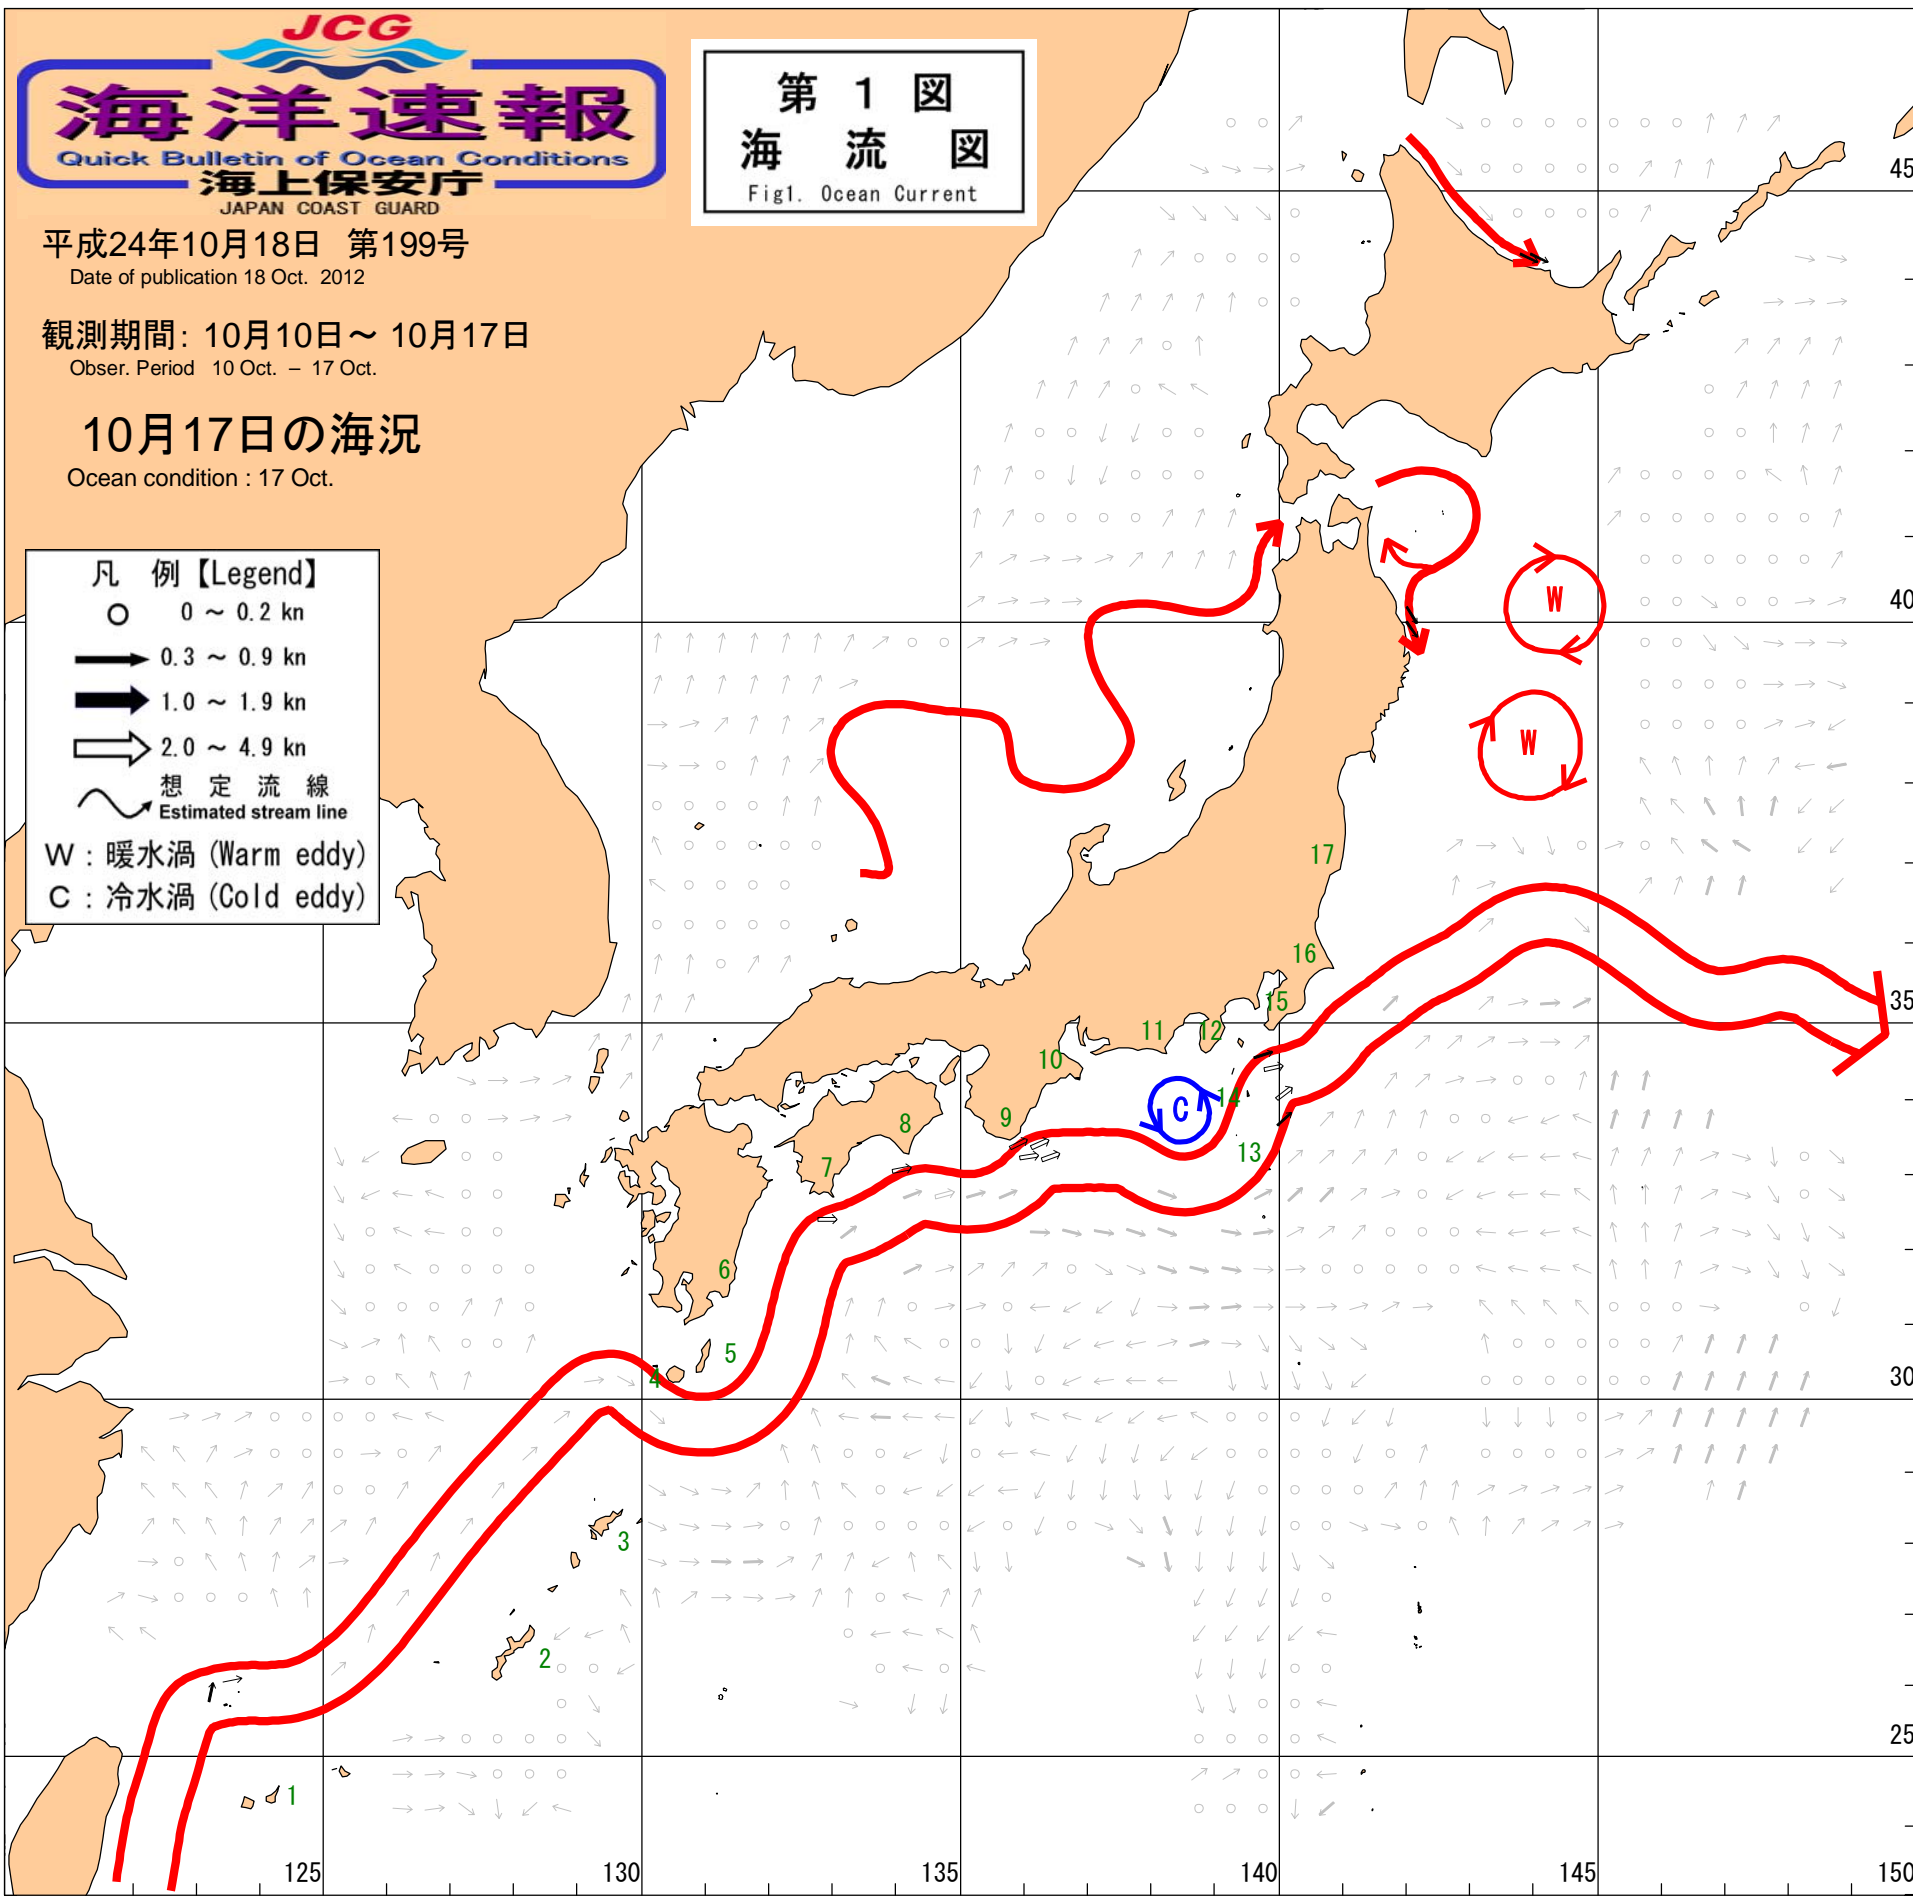 JCG
海洋速報
Quick Bulletin of Ocean Conditions
海上保安庁
JAPAN COAST GUARD
第 1 図
海 流 図
Fig1. Ocean Current
平成24年10月18日 第199号
Date of publication 18 Oct. 2012
観測期間: 10月10日～ 10月17日
Obser. Period 10 Oct. – 17 Oct.
10月17日の海況
Ocean condition : 17 Oct.
凡 例【Legend】
0 ～ 0.2 kn
0.3 ～ 0.9 kn
1.0 ～ 1.9 kn
2.0 ～ 4.9 kn
想 定 流 線
Estimated stream line
W : 暖水渦 (Warm eddy)
C : 冷水渦 (Cold eddy)
45
40
35
30
25
W
W
C
17
16
15
12
11
10
14
9
8
13
7
6
5
4
3
2
1
125
130
135
140
145
150